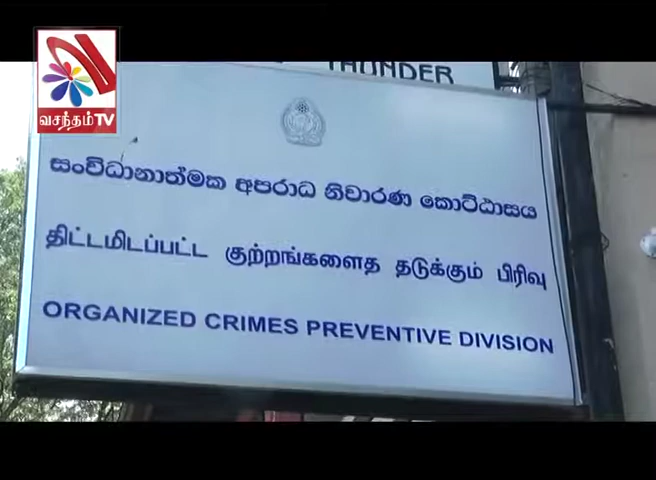 THUNDER
வசந்தம்TV
සංවිධානාත්මක අපරාධ නිවාරණ කොට්ඨාසය
திட்டமிடப்பட்ட குற்றங்களைத தடுக்கும் பிரிவு
ORGANIZED CRIMES PREVENTIVE DIVISION